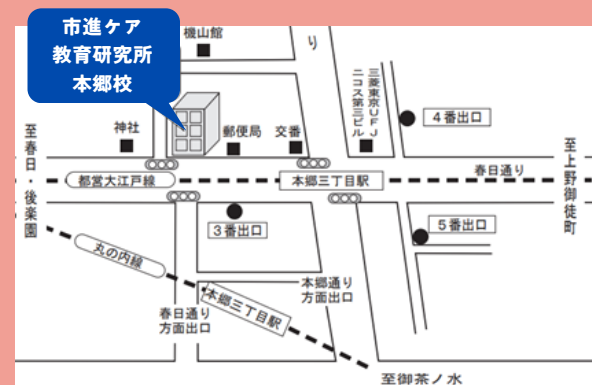 市進ケア
教育研究所
本郷校
機山館
り
三菱東京UFJ
ニコス第三ビル
4番出口
至春日・後楽園
神社
郵便局
交番
至上野御徒町
春日通り
都営大江戸線
本郷三丁目駅
3番出口
5番出口
丸の内線
本郷通り
方面出口
本郷三丁目駅
春日通り
方面出口
至御茶ノ水